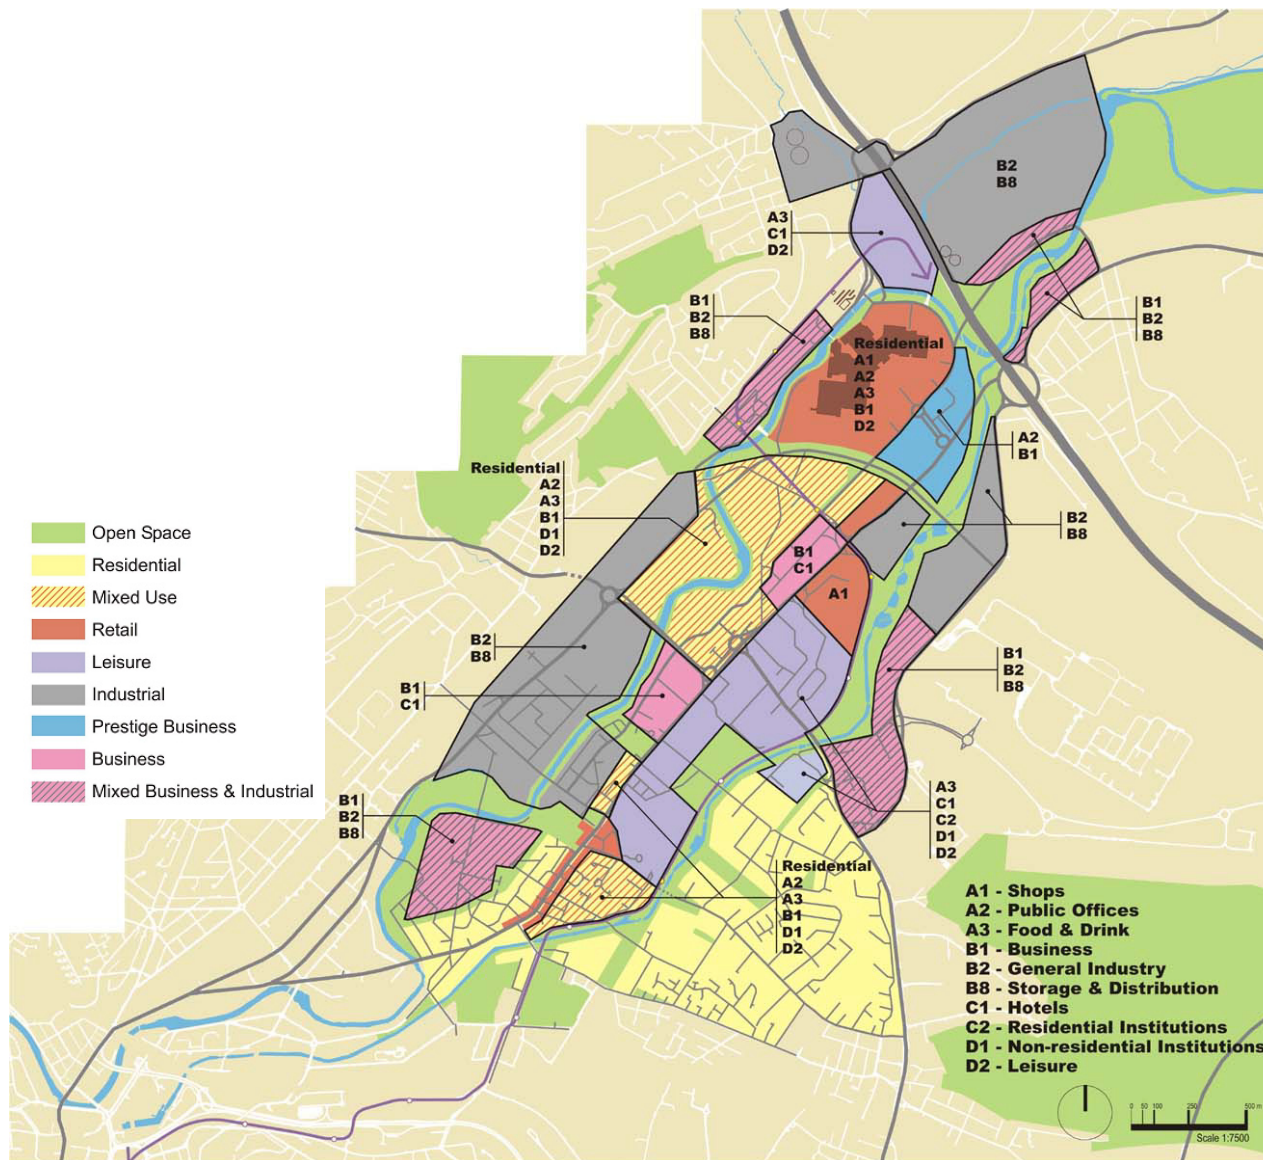 B2
B8
A3
C1
D2
B1
B2
B8
B1
B2
B8
Residential
A1
A2
A3
B1
D2
A2
B1
Residential
A2
A3
B1
D1
D2
B2
B8
B1
C1
A1
B2
B8
B1
C1
B1
B2
B8
Open Space
Residential
Mixed Use
Retail
Leisure
Industrial
Prestige Business
Business
Mixed Business & Industrial
B1
B2
B8
A3
C1
C2
D1
D2
Residential
A2
A3
B1
D1
D2
A1 - Shops
A2 - Public Offices
A3 - Food & Drink
B1 - Business
B2 - General Industry
B8 - Storage & Distribution
C1 - Hotels
C2 - Residential Institutions
D1 - Non-residential Institutions
D2 - Leisure
0 50 100 250 500 m
Scale 1:7500